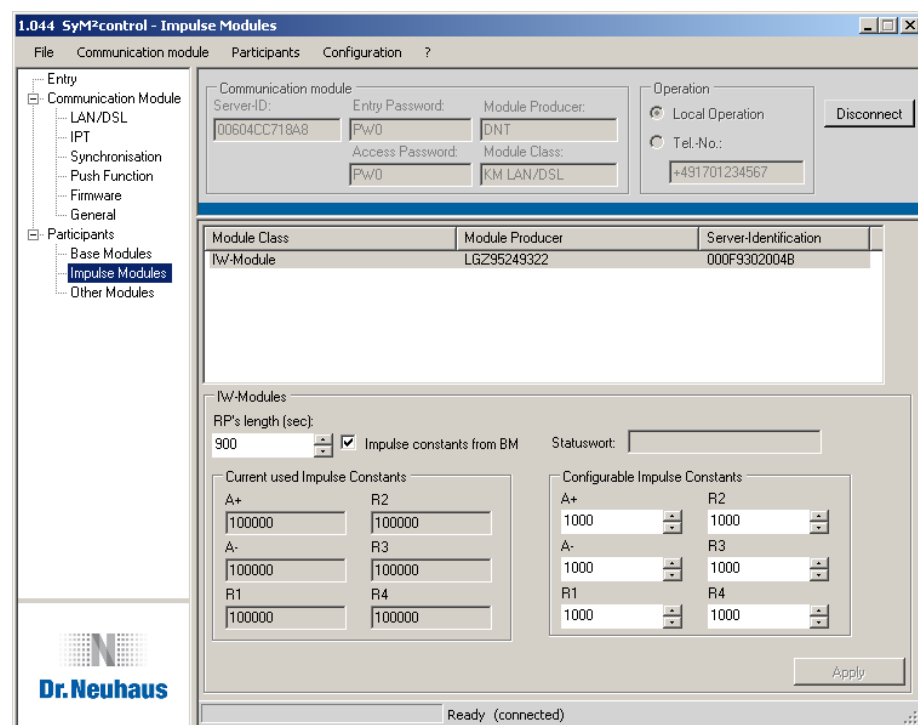 1.044 SyM²control - Impulse Modules
File Communication module Participants Configuration ?
Entry
Communication Module
LAN/DSL
IPT
Synchronisation
Push Function
Firmware
General
Participants
Base Modules
Impulse Modules
Other Modules
Communication module
Server-ID: Entry Password: Module Producer:
00604CC718A8 PW0 DNT
Access Password: Module Class:
PW0 KM LAN/DSL
Operation
Local Operation
Tel.-No.:
+491701234567
Disconnect
Module Class Module Producer Server-Identification
IW-Module LGZ95249322 000F9302004B
IW-Modules
RP's length (sec):
900 Impulse constants from BM Statuswort:
Current used Impulse Constants
A+ R2
100000 100000
A- R3
100000 100000
R1 R4
100000 100000
Configurable Impulse Constants
A+ R2
1000 1000
A- R3
1000 1000
R1 R4
1000 1000
Apply
N
Dr.Neuhaus
Ready (connected)